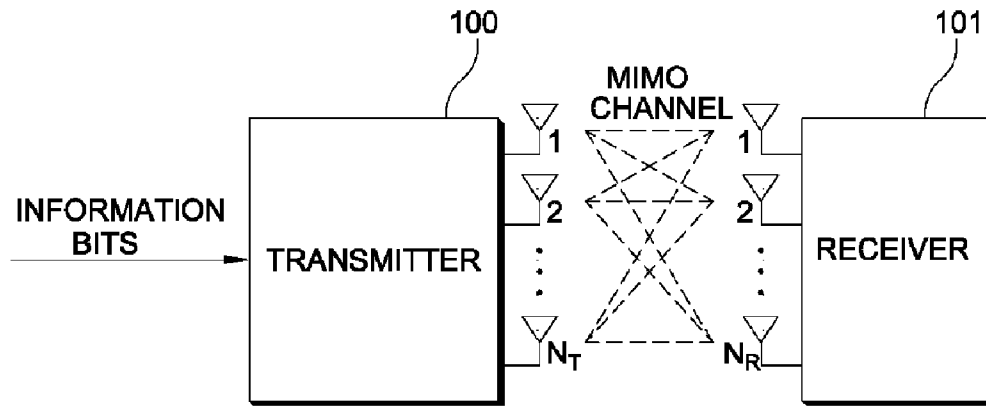 100
101
MIMO
CHANNEL
1
1
2
2
INFORMATION
BITS
TRANSMITTER
RECEIVER
N_T
N_R